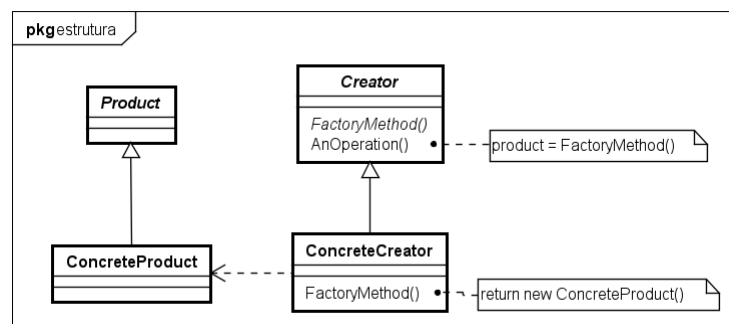 pkg estrutura
Product
Creator
FactoryMethod()
AnOperation()
product = FactoryMethod()
ConcreteProduct
ConcreteCreator
FactoryMethod()
return new ConcreteProduct()